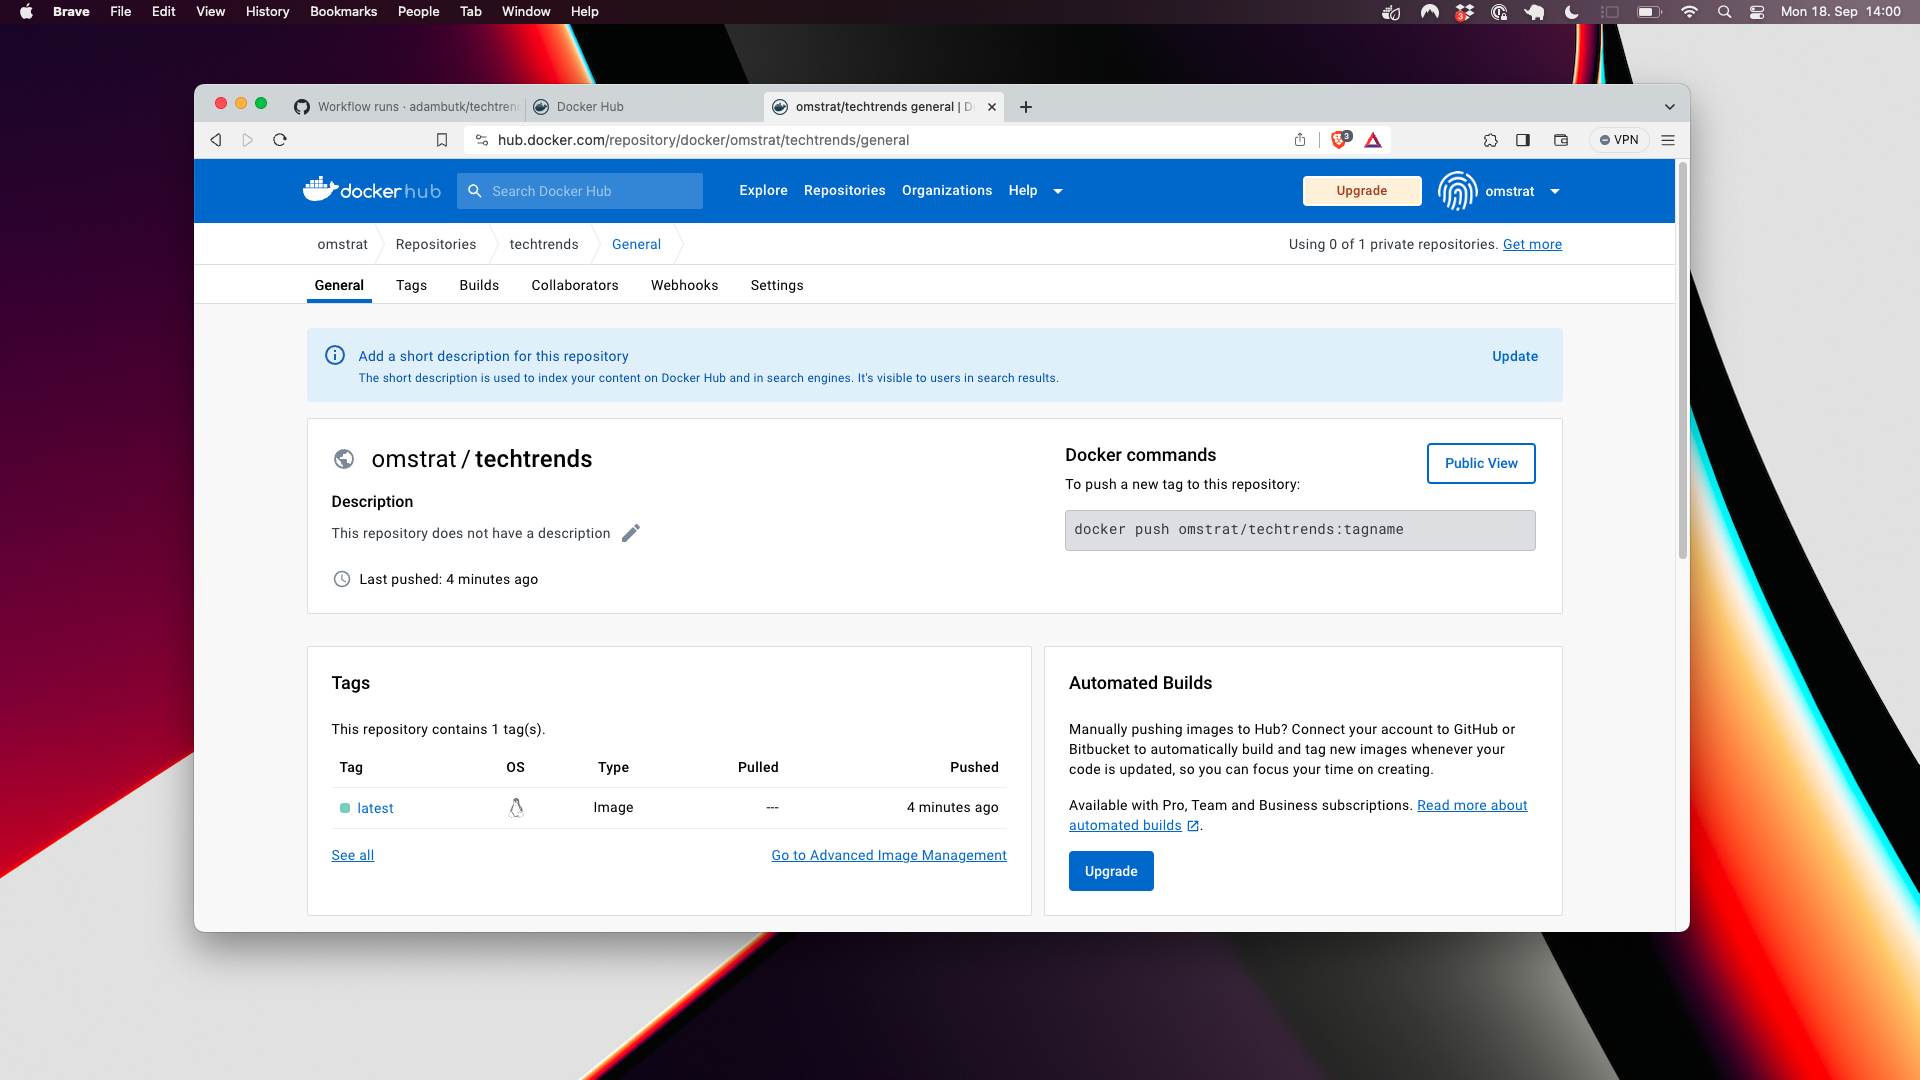 Brave File Edit View History Bookmarks People Tab Window Help 3 Mon 18. Sep 14:00
Workflow runs · adambutk/techtren Docker Hub omstrat/techtrends general | D
hub.docker.com/repository/docker/omstrat/techtrends/general 3 VPN
docker hub Search Docker Hub Explore Repositories Organizations Help Upgrade omstrat
omstrat Repositories techtrends General Using 0 of 1 private repositories. Get more
General Tags Builds Collaborators Webhooks Settings
Add a short description for this repository Update
The short description is used to index your content on Docker Hub and in search engines. It's visible to users in search results.
omstrat / techtrends
Description
This repository does not have a description
Last pushed: 4 minutes ago
Docker commands
Public View
To push a new tag to this repository:
docker push omstrat/techtrends:tagname
Tags
This repository contains 1 tag(s).
Tag OS Type Pulled Pushed
latest Image --- 4 minutes ago
See all Go to Advanced Image Management
Automated Builds
Manually pushing images to Hub? Connect your account to GitHub or
Bitbucket to automatically build and tag new images whenever your
code is updated, so you can focus your time on creating.
Available with Pro, Team and Business subscriptions. Read more about
automated builds .
Upgrade